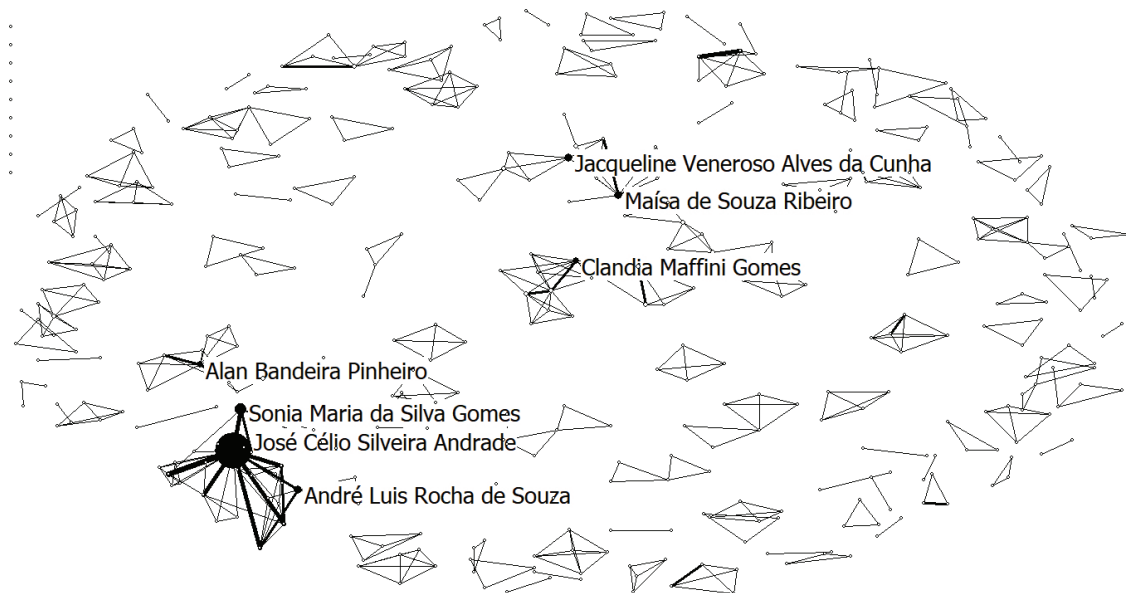 Jacqueline Veneroso Alves da Cunha
Maísa de Souza Ribeiro
Clandia Maffini Gomes
Alan Bandeira Pinheiro
Sonia Maria da Silva Gomes
José Célio Silveira Andrade
André Luis Rocha de Souza